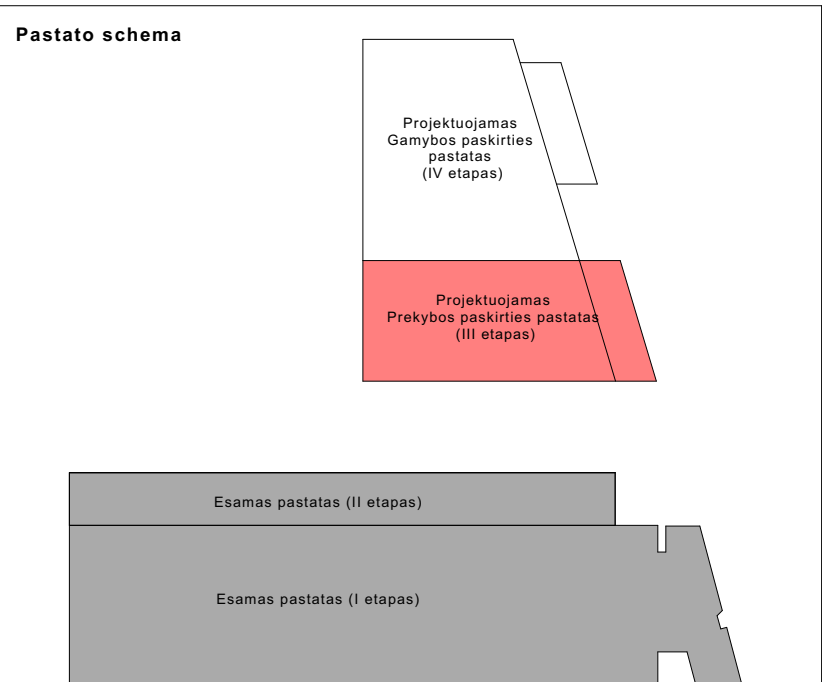 Pastato schema
Projektuojamas
Gamybos paskirties
pastatas
(IV etapas)
Projektuojamas
Prekybos paskirties pastatas
(III etapas)
Esamas pastatas (II etapas)
Esamas pastatas (I etapas)